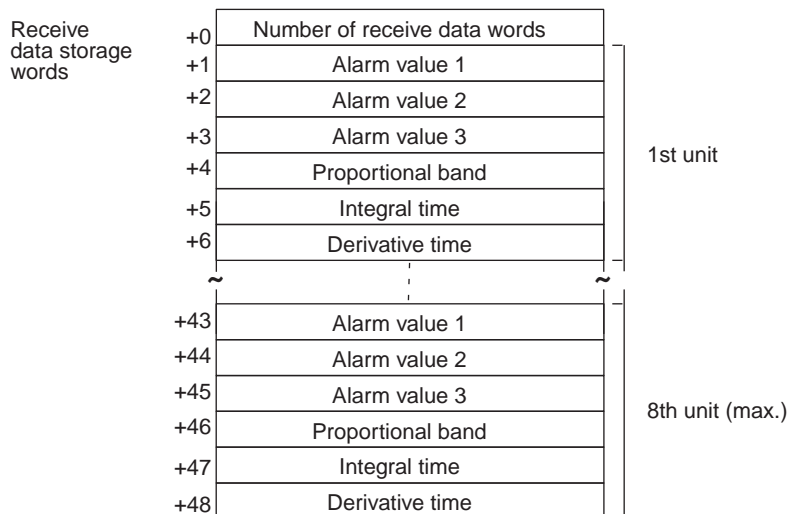 Receive
data storage
words
+0 Number of receive data words
+1 Alarm value 1
+2 Alarm value 2
+3 Alarm value 3
+4 Proportional band
+5 Integral time
+6 Derivative time
1st unit
~ ~
+43 Alarm value 1
+44 Alarm value 2
+45 Alarm value 3
+46 Proportional band
+47 Integral time
+48 Derivative time
8th unit (max.)